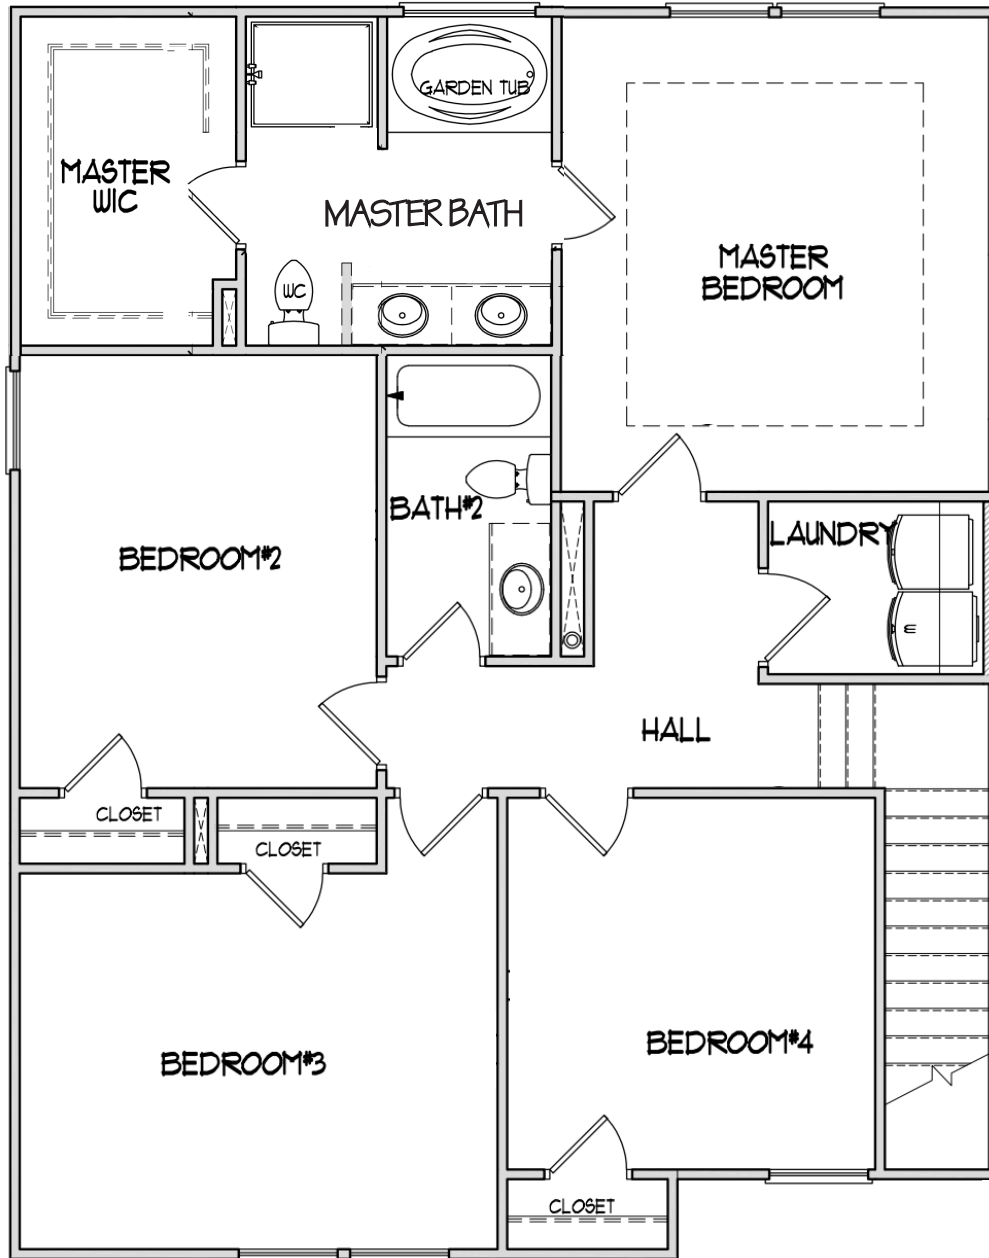 GARDEN TUB
MASTER
WIC
MASTER BATH
MASTER
BEDROOM
WC
BATH#2
LAUNDRY
BEDROOM#2
HALL
CLOSET
CLOSET
BEDROOM#4
BEDROOM#3
CLOSET